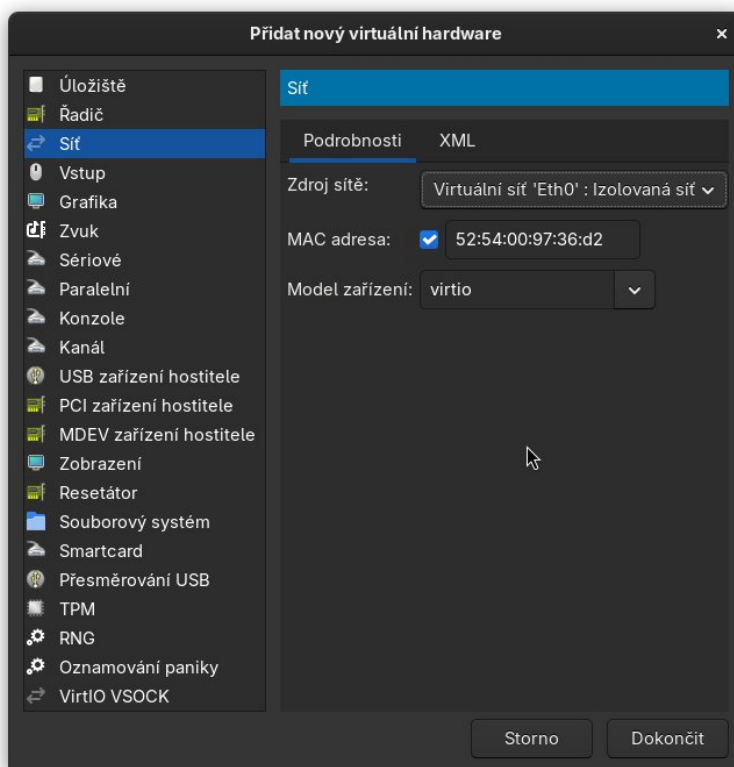 Přidat nový virtuální hardware
Úložiště
Řadič
Síť
Vstup
Grafika
Zvuk
Sériové
Paralelní
Konzole
Kanál
USB zařízení hostitele
PCI zařízení hostitele
MDEV zařízení hostitele
Zobrazení
Resetátor
Souborový systém
Smartcard
Přesměrování USB
TPM
RNG
Oznamování paniky
VirtIO VSOCK
Síť
Podrobnosti XML
Zdroj sítě: Virtuální síť 'Eth0' : Izolovaná síť
MAC adresa: 52:54:00:97:36:d2
Model zařízení: virtio
Storno Dokončit